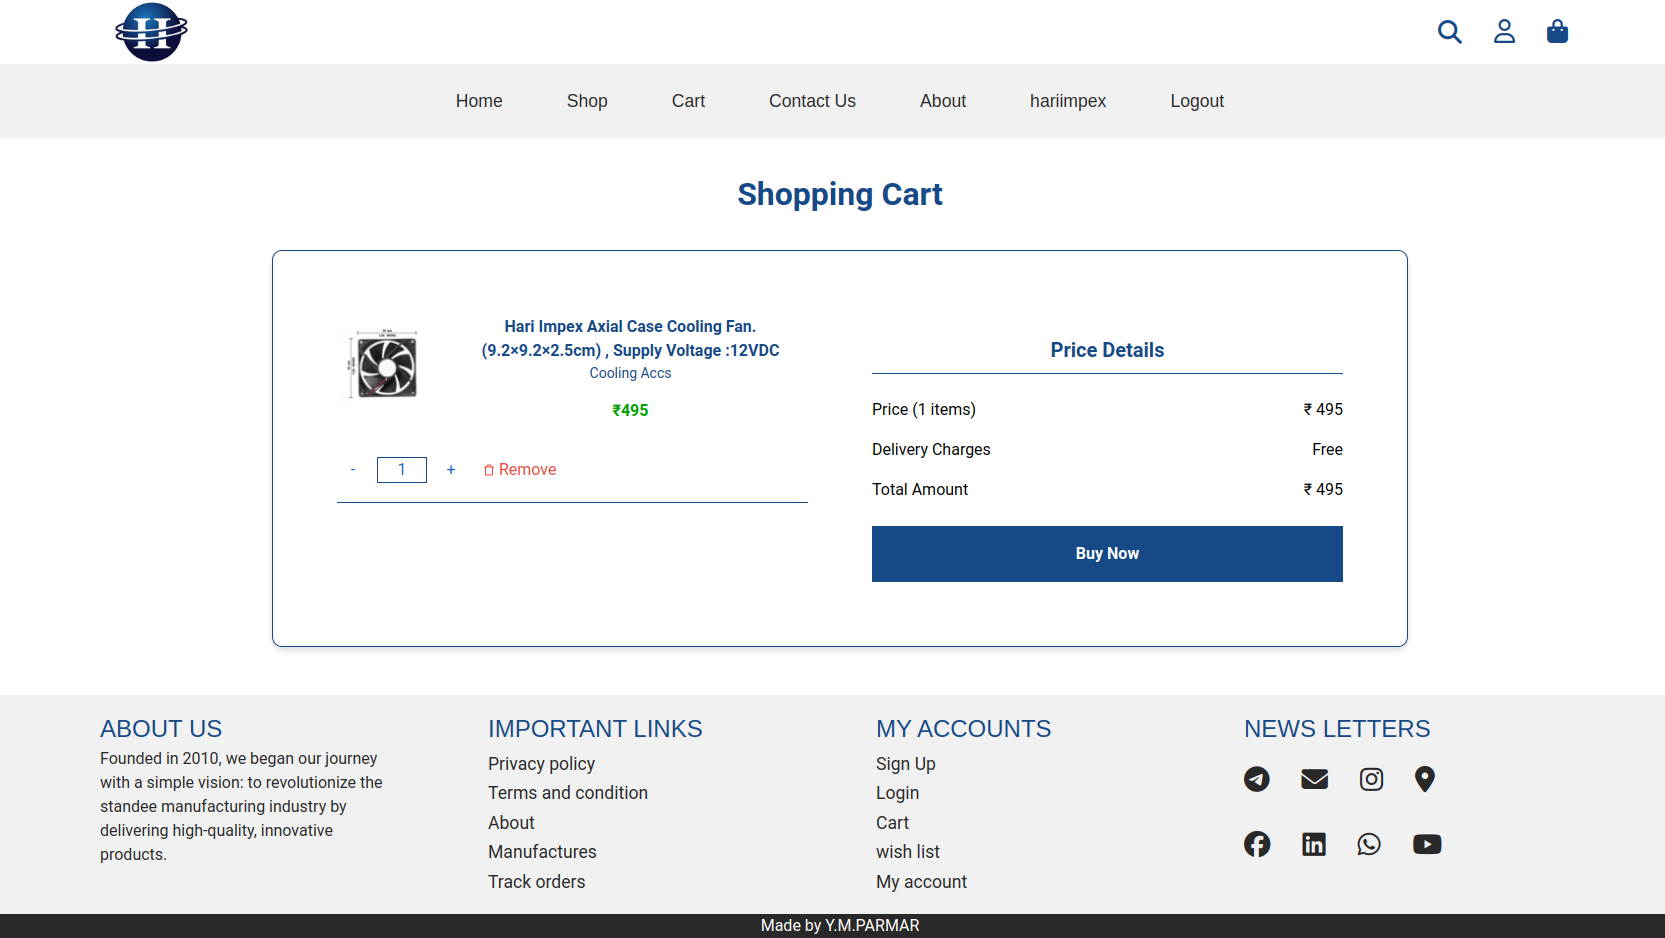 H
Home Shop Cart Contact Us About hariimpex Logout
Shopping Cart
Hari Impex Axial Case Cooling Fan.
(9.2×9.2×2.5cm) , Supply Voltage :12VDC
Cooling Accs
₹495
- 1 + Remove
Price Details
Price (1 items) ₹ 495
Delivery Charges Free
Total Amount ₹ 495
Buy Now
ABOUT US
Founded in 2010, we began our journey
with a simple vision: to revolutionize the
standee manufacturing industry by
delivering high-quality, innovative
products.
IMPORTANT LINKS
Privacy policy
Terms and condition
About
Manufactures
Track orders
MY ACCOUNTS
Sign Up
Login
Cart
wish list
My account
NEWS LETTERS
Made by Y.M.PARMAR